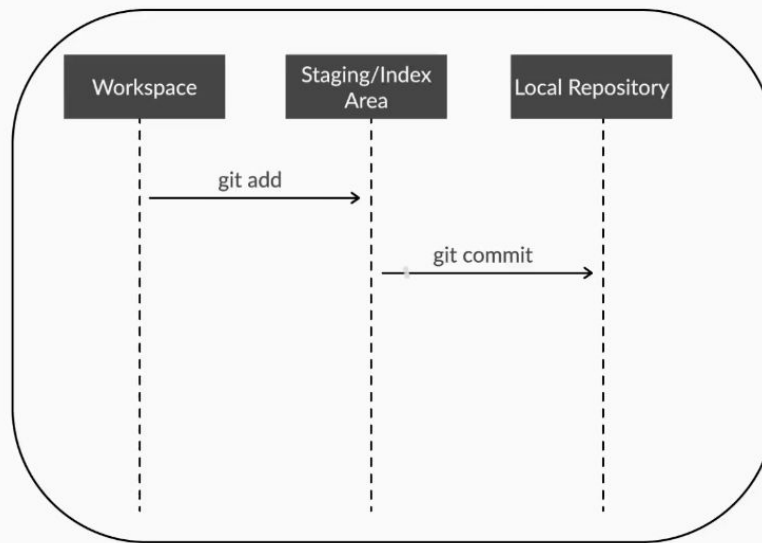 Workspace
Staging/Index
Area
Local Repository
git add
git commit